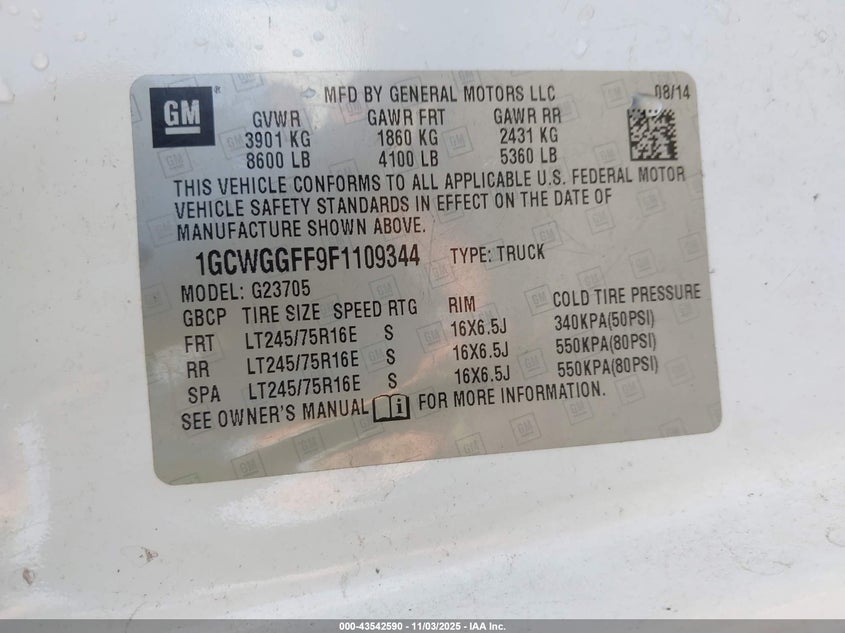 GM
MFD BY GENERAL MOTORS LLC 08/14
GVWR GAWR FRT GAWR RR
3901 KG 1860 KG 2431 KG
8600 LB 4100 LB 5360 LB
THIS VEHICLE CONFORMS TO ALL APPLICABLE U.S. FEDERAL MOTOR
VEHICLE SAFETY STANDARDS IN EFFECT ON THE DATE OF
MANUFACTURE SHOWN ABOVE.
1GCWGGFF9F1109344 TYPE: TRUCK
MODEL: G23705
GBCP TIRE SIZE SPEED RTG RIM COLD TIRE PRESSURE
FRT LT245/75R16E S 16X6.5J 340KPA(50PSI)
RR LT245/75R16E S 16X6.5J 550KPA(80PSI)
SPA LT245/75R16E S 16X6.5J 550KPA(80PSI)
SEE OWNER'S MANUAL FOR MORE INFORMATION.
000-43542590 - 11/03/2025 - IAA Inc.